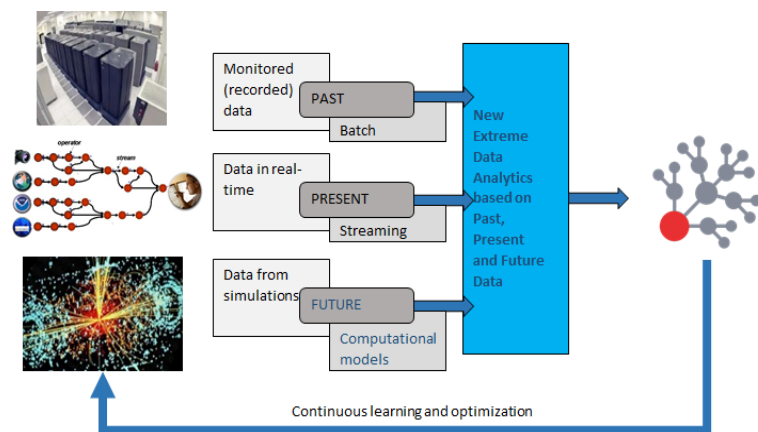 Monitored
(recorded)
data
PAST
Batch
operator
stream
Data in real-
time
PRESENT
Streaming
Data from
simulations
FUTURE
Computational
models
New
Extreme
Data
Analytics
based on
Past,
Present
and Future
Data
Continuous learning and optimization